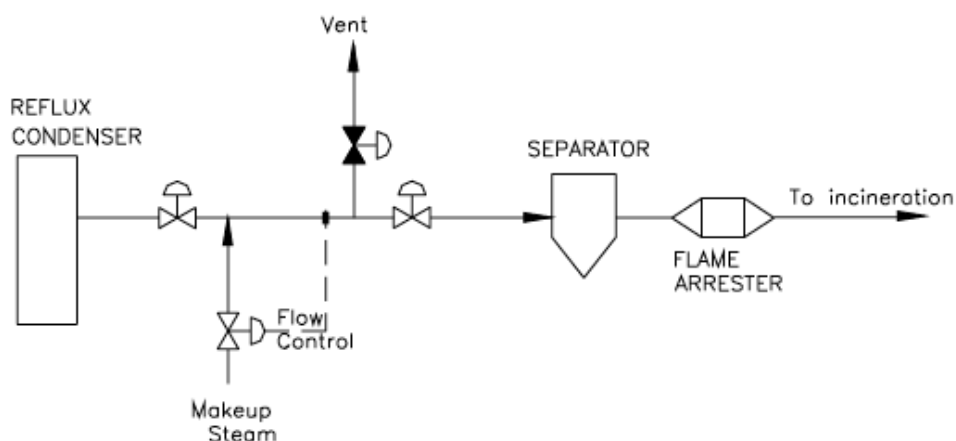 Vent
REFLUX
CONDENSER
SEPARATOR
To incineration
FLAME
ARRESTER
Flow
Control
Makeup
Steam